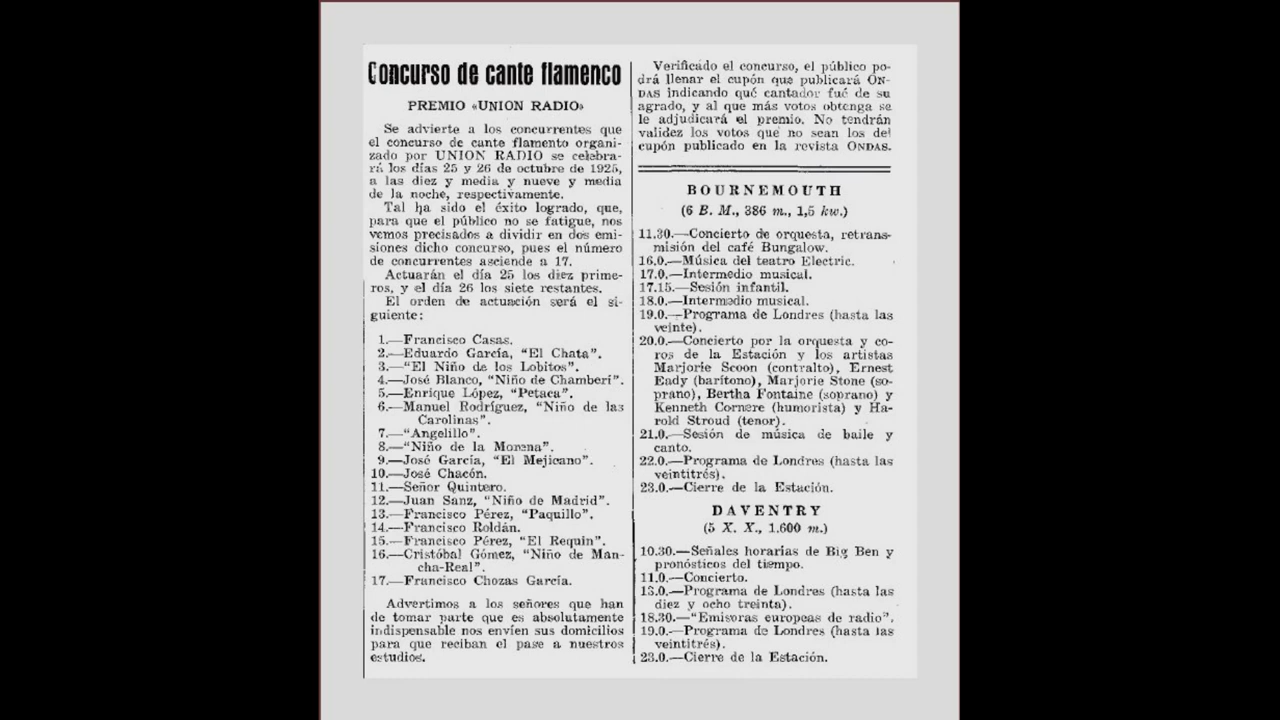 Concurso de cante flamenco
PREMIO «UNION RADIO»
Se advierte a los concurrentes que
el concurso de cante flamento organi-
zado por UNION RADIO se celebra-
rá los días 25 y 26 de octubre de 1925,
a las diez y media y nueve y media
de la noche, respectivamente.
Tal ha sido el éxito logrado, que,
para que el público no se fatigue, nos
vemos precisados a dividir en dos emi-
siones dicho concurso, pues el número
de concurrentes asciende a 17.
Actuarán el día 25 los diez prime-
ros, y el día 26 los siete restantes.
El orden de actuación será el si-
guiente:
1.—Francisco Casas.
2.—Eduardo García, "El Chata".
3.—"El Niño de los Lobitos".
4.—José Blanco, "Niño de Chamberí".
5.—Enrique López, "Petaca".
6.—Manuel Rodríguez, "Niño de las
Carolinas".
7.—"Angelillo".
8.—"Niño de la Morena".
9.—José García, "El Mejicano".
10.—José Chacón.
11.—Señor Quintero.
12.—Juan Sanz, "Niño de Madrid".
13.—Francisco Pérez, "Paquillo".
14.—Francisco Roldán.
15.—Francisco Pérez, "El Requin".
16.—Cristóbal Gómez, "Niño de Man-
cha-Real".
17.—Francisco Chozas García.
Advertimos a los señores que han
de tomar parte que es absolutamente
indispensable nos envíen sus domicilios
para que reciban el pase a nuestros
estudios.
Verificado el concurso, el público po-
drá llenar el cupón que publicará ON-
DAS indicando qué cantador fué de su
agrado, y al que más votos obtenga se
le adjudicará el premio. No tendrán
validez los votos que no sean los del
cupón publicado en la revista ONDAS.
BOURNEMOUTH
(6 B. M., 386 m., 1,5 kw.)
11.30.—Concierto de orquesta, retrans-
misión del café Bungalow.
16.0.—Música del teatro Electric.
17.0.—Intermedio musical.
17.15.—Sesión infantil.
18.0.—Intermedio musical.
19.0.—Programa de Londres (hasta las
veinte).
20.0.—Concierto por la orquesta y co-
ros de la Estación y los artistas
Marjorie Scoon (contralto), Ernest
Eady (barítono), Marjorie Stone (so-
prano), Bertha Fontaine (soprano) y
Kenneth Cornere (humorista) y Ha-
rold Stroud (tenor).
21.0.—Sesión de música de baile y
canto.
22.0.—Programa de Londres (hasta las
veintitrés).
23.0.—Cierre de la Estación.
DAVENTRY
(5 X. X., 1.600 m.)
10.30.—Señales horarias de Big Ben y
pronósticos del tiempo.
11.0.—Concierto.
13.0.—Programa de Londres (hasta las
diez y ocho treinta).
18.30.—"Emisoras europeas de radio".
19.0.—Programa de Londres (hasta las
veintitrés).
23.0.—Cierre de la Estación.